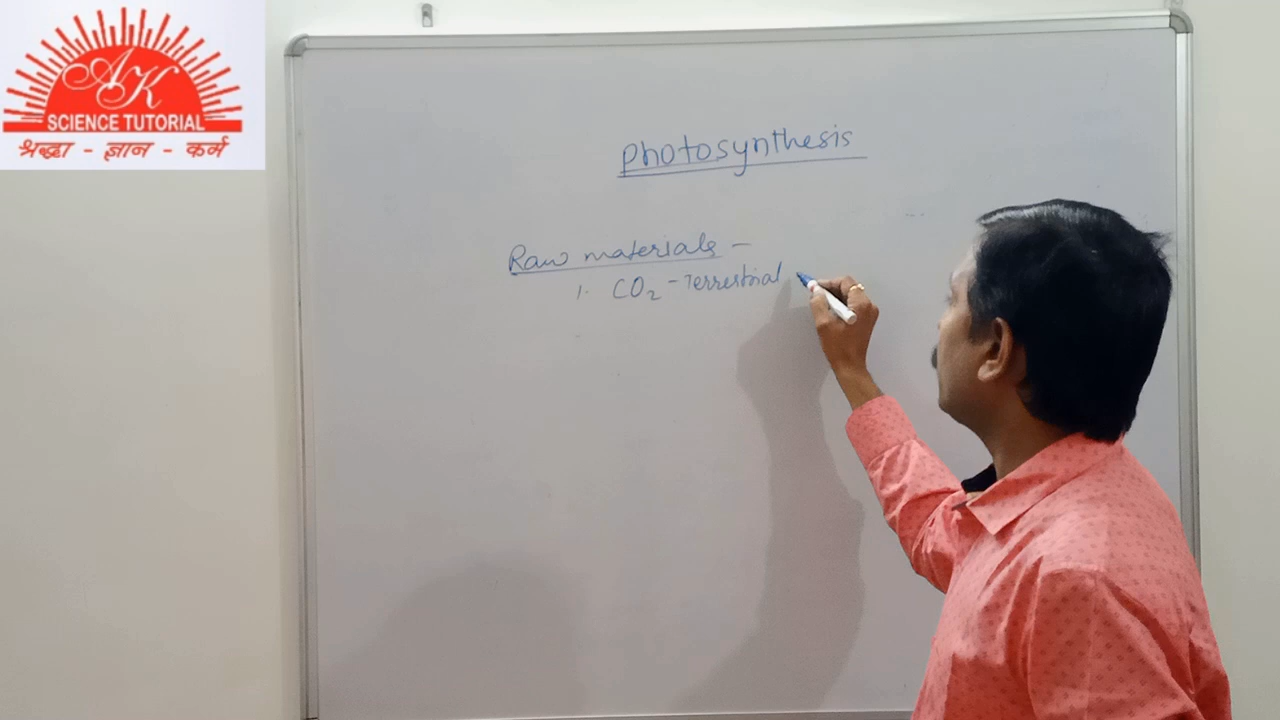 AK
SCIENCE TUTORIAL
श्रद्धा - ज्ञान - कर्म
Photosynthesis
Raw materials -
1. CO2 - Terrestrial